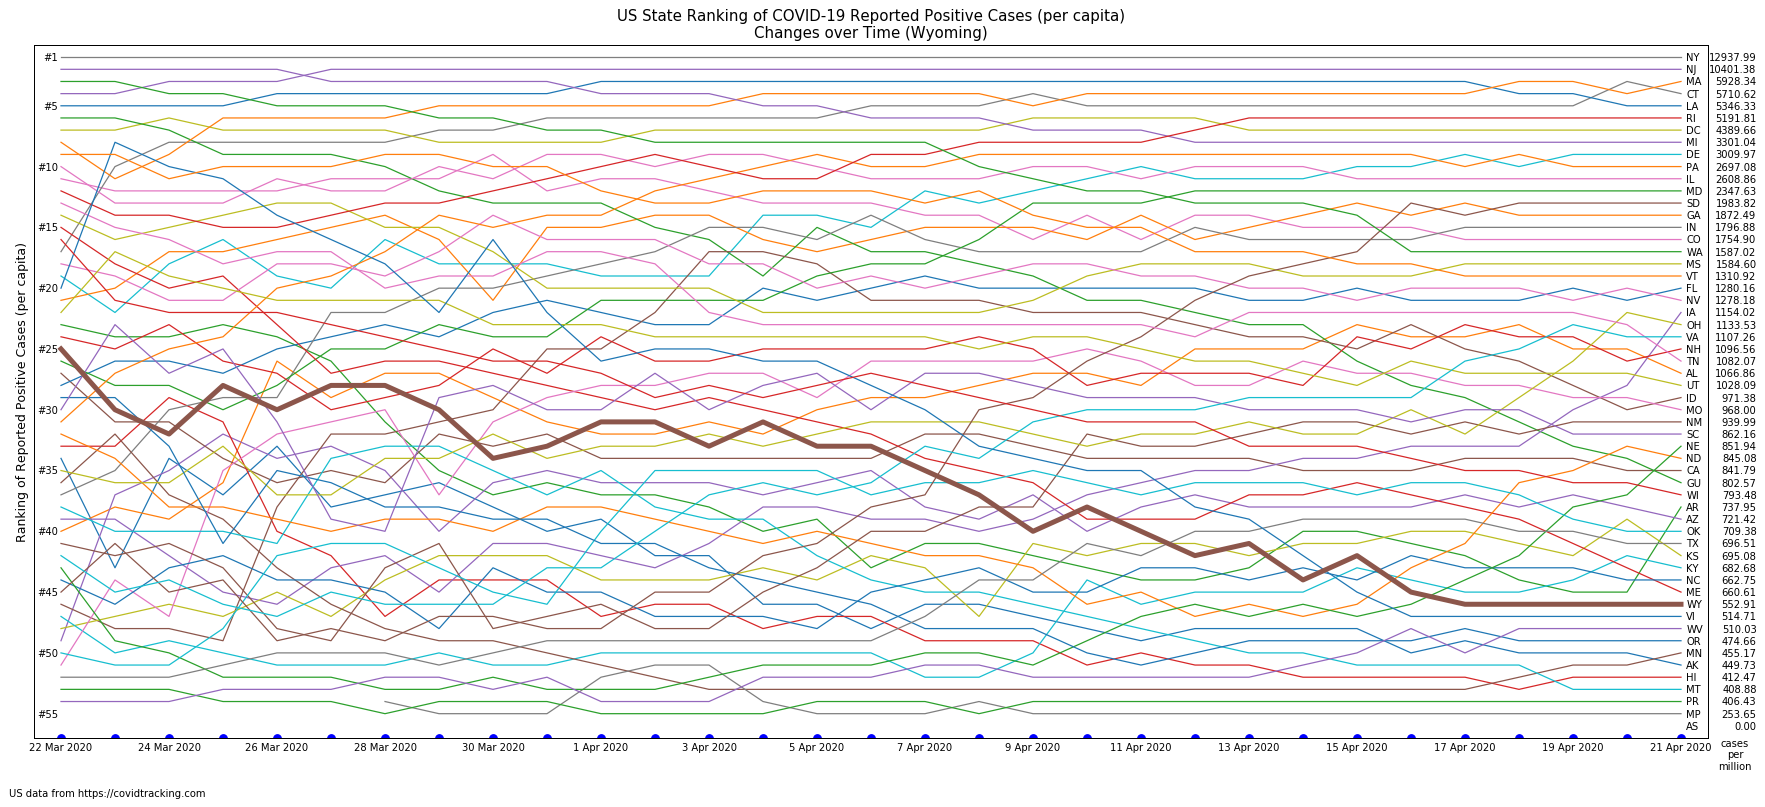 US State Ranking of COVID-19 Reported Positive Cases (per capita)
Changes over Time (Wyoming)
Ranking of Reported Positive Cases (per capita)
#1
#5
#10
#15
#20
#25
#30
#35
#40
#45
#50
#55
NY 12937.99
NJ 10401.38
MA 5928.34
CT 5710.62
LA 5346.33
RI 5191.81
DC 4389.66
MI 3301.04
DE 3009.97
PA 2697.08
IL 2608.86
MD 2347.63
SD 1983.82
GA 1872.49
IN 1796.88
CO 1754.90
WA 1587.02
MS 1584.60
VT 1310.92
FL 1280.16
NV 1278.18
IA 1154.02
OH 1133.53
VA 1107.26
NH 1096.56
TN 1082.07
AL 1066.86
UT 1028.09
ID 971.38
MO 968.00
NM 939.99
SC 862.16
NE 851.94
ND 845.08
CA 841.79
GU 802.57
WI 793.48
AR 737.95
AZ 721.42
OK 709.38
TX 696.51
KS 695.08
KY 682.68
NC 662.75
ME 660.61
WY 552.91
VI 514.71
WV 510.03
OR 474.66
MN 455.17
AK 449.73
HI 412.47
MT 408.88
PR 406.43
MP 253.65
AS 0.00
22 Mar 2020 24 Mar 2020 26 Mar 2020 28 Mar 2020 30 Mar 2020 1 Apr 2020 3 Apr 2020 5 Apr 2020 7 Apr 2020 9 Apr 2020 11 Apr 2020 13 Apr 2020 15 Apr 2020 17 Apr 2020 19 Apr 2020 21 Apr 2020
cases
per
million
US data from https://covidtracking.com